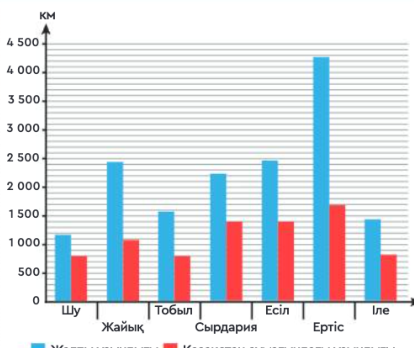 км
4 500
4 000
3 500
3 000
2 500
2 000
1 500
1 000
500
0
Шу
Тобыл
Есіл
Іле
Жайық
Сырдария
Ертіс